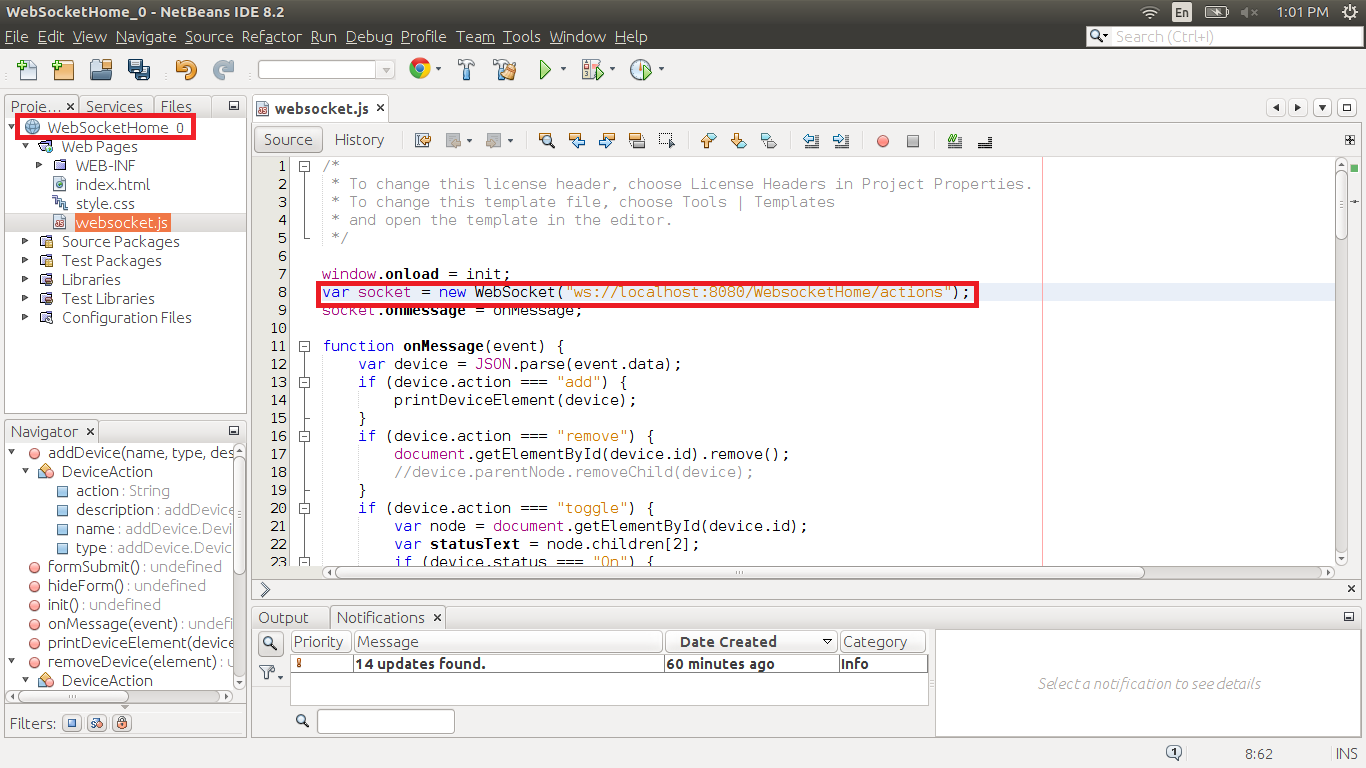 WebSocketHome_0 - NetBeans IDE 8.2
En
1:01 PM
File Edit View Navigate Source Refactor Run Debug Profile Team Tools Window Help
Search (Ctrl+I)
Proje... × Services Files
websocket.js ×
WebSocketHome_0
Web Pages
WEB-INF
index.html
style.css
websocket.js
Source Packages
Test Packages
Libraries
Test Libraries
Configuration Files
Source History
1 /*
2 * To change this license header, choose License Headers in Project Properties.
3 * To change this template file, choose Tools | Templates
4 * and open the template in the editor.
5 */
6
7 window.onload = init;
8 var socket = new WebSocket("ws://localhost:8080/WebsocketHome/actions");
9 socket.onmessage = onMessage;
10
11 function onMessage(event) {
12 var device = JSON.parse(event.data);
13 if (device.action === "add") {
14 printDeviceElement(device);
15 }
16 if (device.action === "remove") {
17 document.getElementById(device.id).remove();
18 //device.parentNode.removeChild(device);
19 }
20 if (device.action === "toggle") {
21 var node = document.getElementById(device.id);
22 var statusText = node.children[2];
23 if (device.status === "On") {
Navigator ×
addDevice(name, type, des
DeviceAction
action : String
description : addDevice
name : addDevice.Devi
type : addDevice.Devic
formSubmit() : undefined
hideForm() : undefined
init() : undefined
onMessage(event) : undefi
printDeviceElement(device
removeDevice(element) : u
DeviceAction
Filters:
Output Notifications ×
Priority Message Date Created Category
14 updates found. 60 minutes ago Info
Select a notification to see details
1 8:62 INS